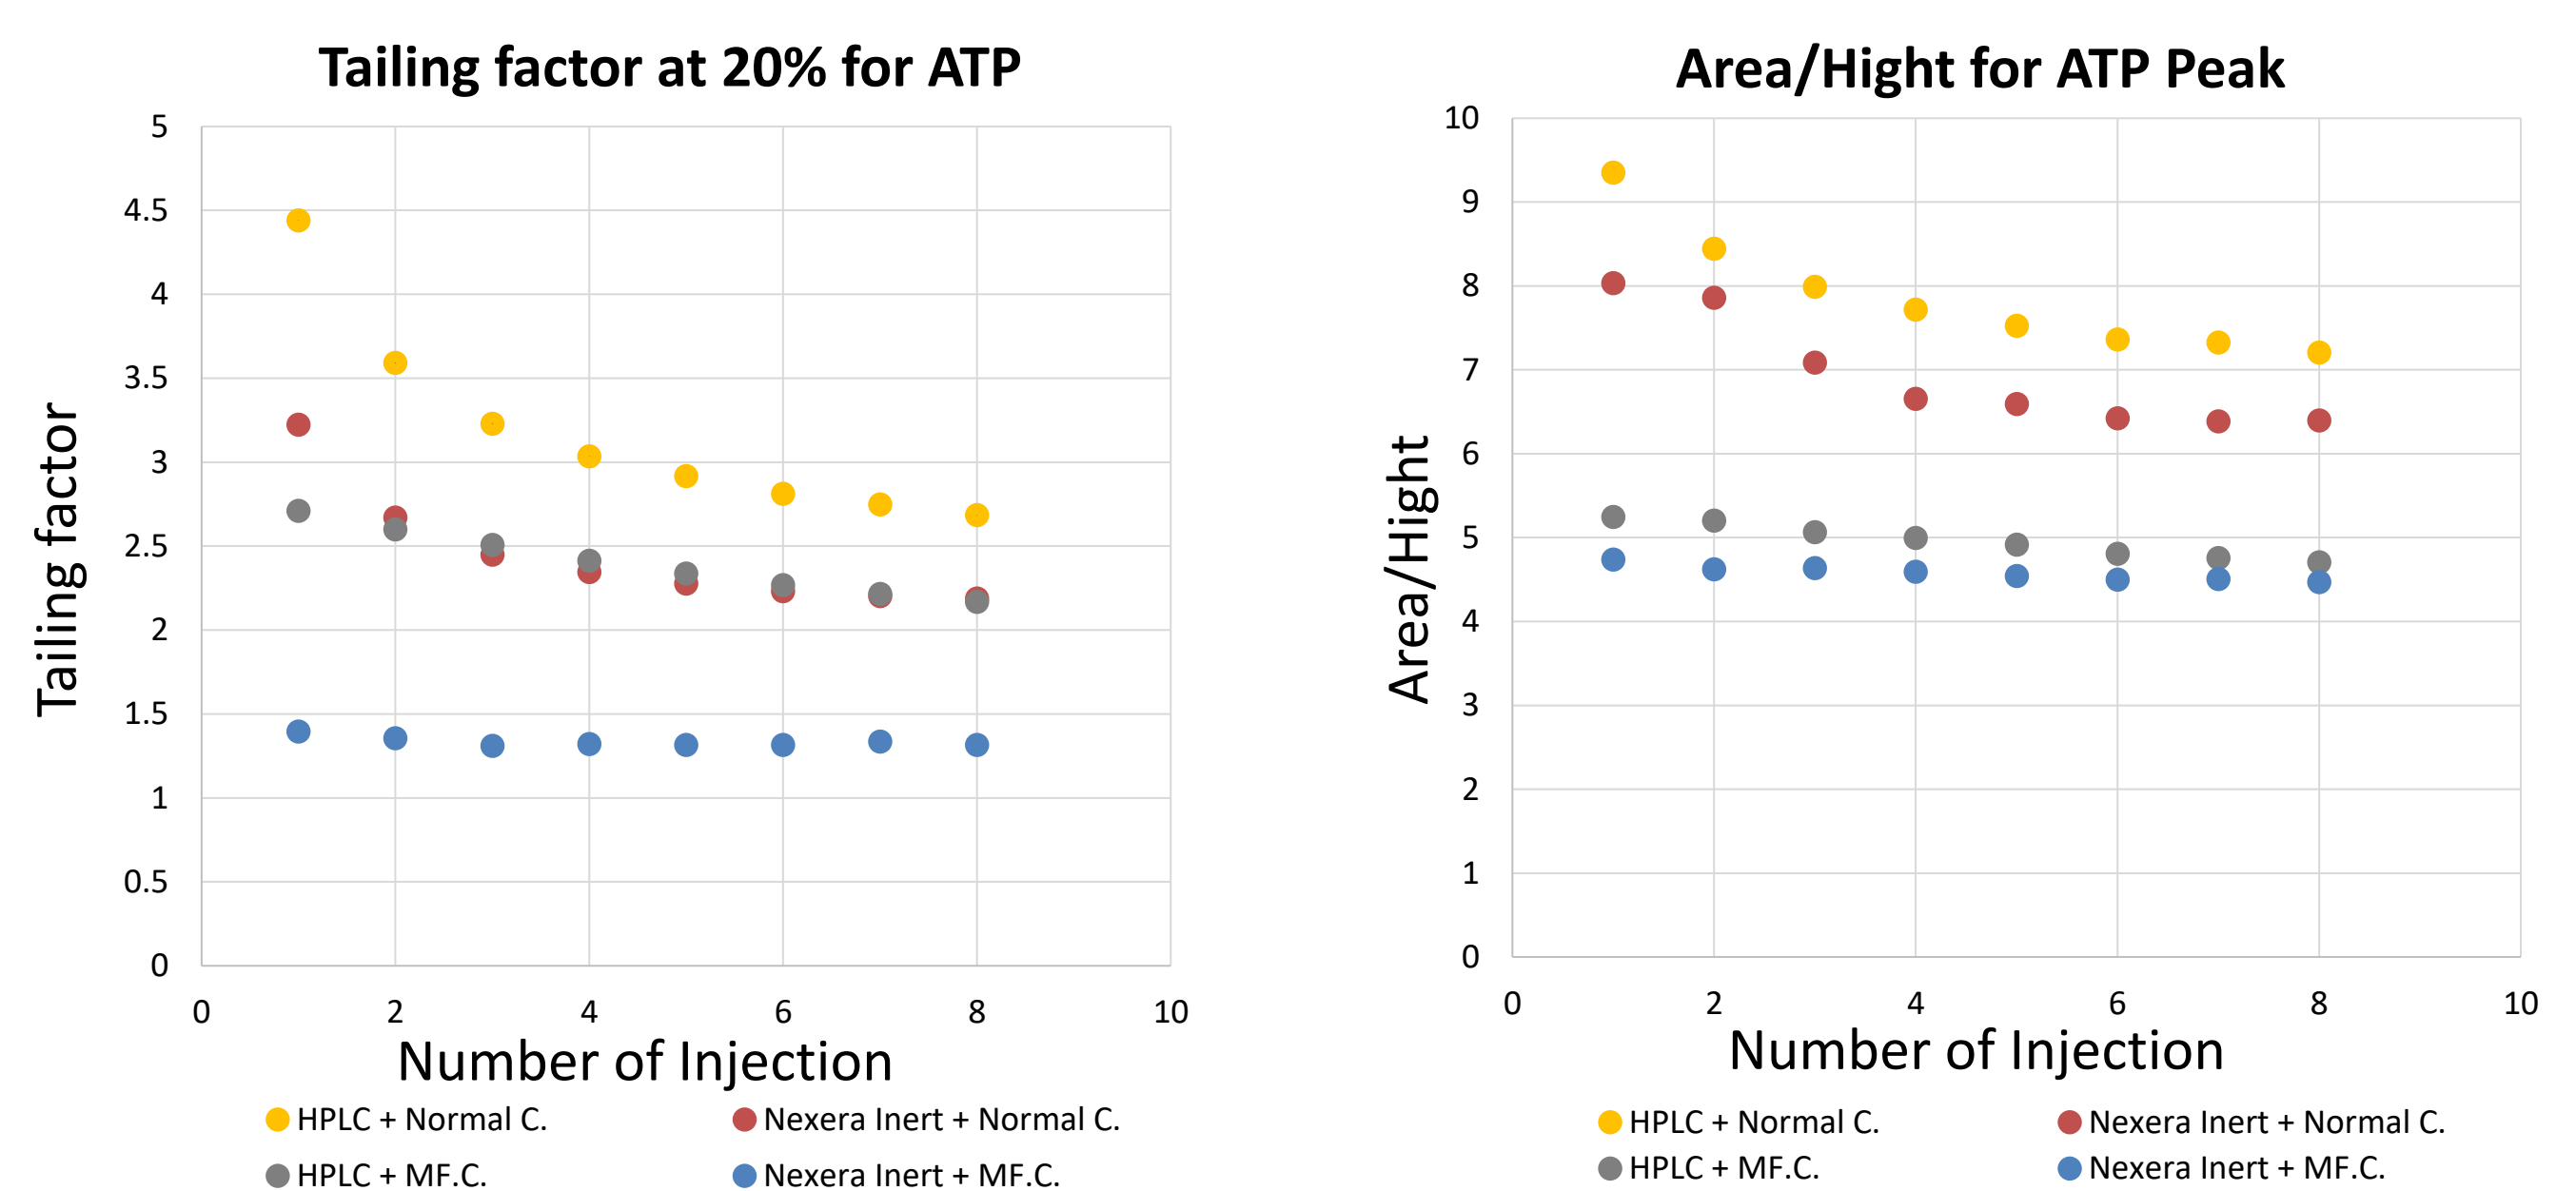 Tailing factor at 20% for ATP
5
4.5
4
3.5
3
2.5
2
1.5
1
0.5
0
Tailing factor
0 2 4 6 8 10
Number of Injection
HPLC + Normal C. Nexera Inert + Normal C.
HPLC + MF.C. Nexera Inert + MF.C.
Area/Hight for ATP Peak
10
9
8
7
6
5
4
3
2
1
0
Area/Hight
0 2 4 6 8 10
Number of Injection
HPLC + Normal C. Nexera Inert + Normal C.
HPLC + MF.C. Nexera Inert + MF.C.